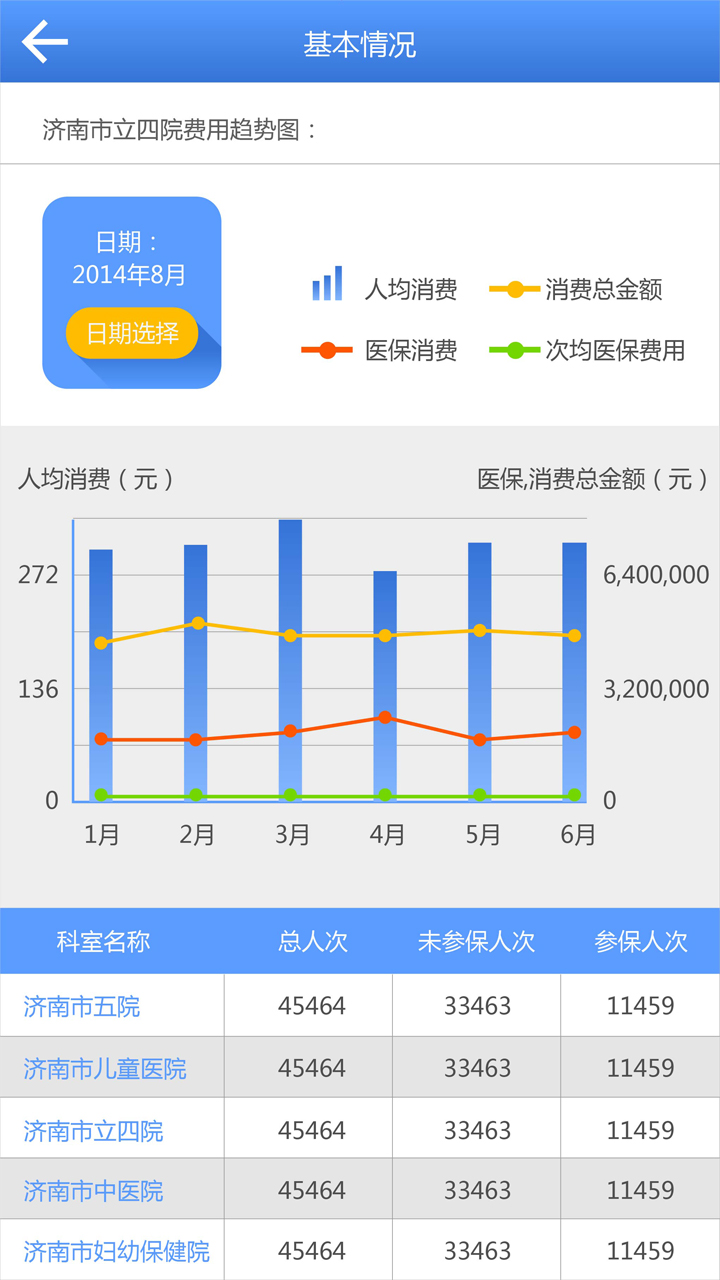 基本情况
济南市立四院费用趋势图：
日期：
2014年8月
日期选择
人均消费 消费总金额
医保消费 次均医保费用
人均消费（元） 医保,消费总金额（元）
272 6,400,000
136 3,200,000
0 0
1月 2月 3月 4月 5月 6月
科室名称 总人次 未参保人次 参保人次
济南市五院 45464 33463 11459
济南市儿童医院 45464 33463 11459
济南市立四院 45464 33463 11459
济南市中医院 45464 33463 11459
济南市妇幼保健院 45464 33463 11459